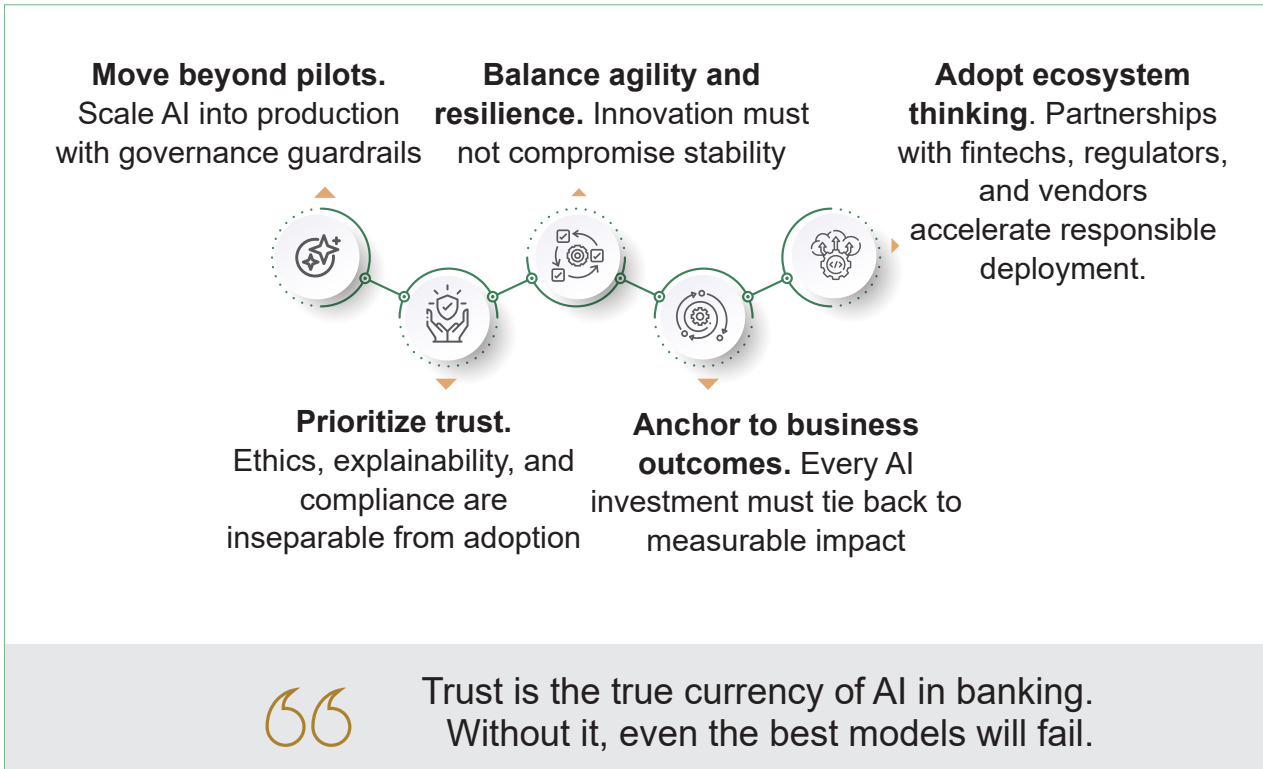 Move beyond pilots.
Scale AI into production
with governance guardrails
Prioritize trust.
Ethics, explainability, and
compliance are
inseparable from adoption
Balance agility and
resilience. Innovation must
not compromise stability
Anchor to business
outcomes. Every AI
investment must tie back to
measurable impact
Adopt ecosystem
thinking. Partnerships
with fintechs, regulators,
and vendors
accelerate responsible
deployment.
Trust is the true currency of AI in banking.
Without it, even the best models will fail.